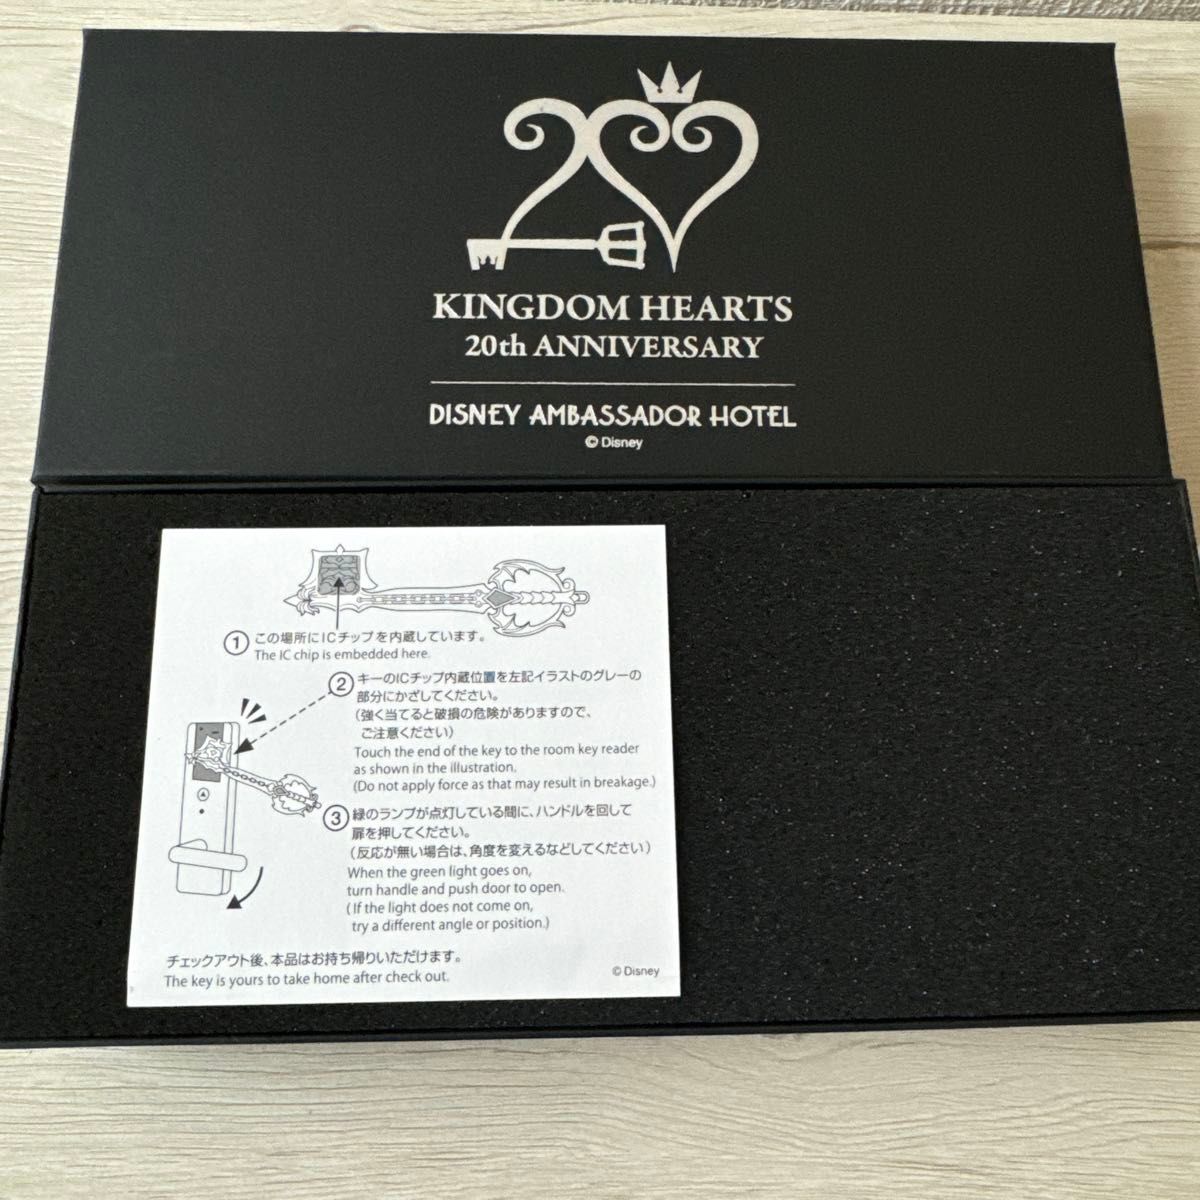 KINGDOM HEARTS
20th ANNIVERSARY
DISNEY AMBASSADOR HOTEL
© Disney
① この場所にICチップを内蔵しています。
The IC chip is embedded here.
② キーのICチップ内蔵位置を左記イラストのグレーの
部分にかざしてください。
(強く当てると破損の危険がありますので、
ご注意ください)
Touch the end of the key to the room key reader
as shown in the illustration.
(Do not apply force as that may result in breakage.)
③ 緑のランプが点灯している間に、ハンドルを回して
扉を押してください。
(反応が無い場合は、角度を変えるなどしてください)
When the green light goes on,
turn handle and push door to open.
(If the light does not come on,
try a different angle or position.)
チェックアウト後、本品はお持ち帰りいただけます。
The key is yours to take home after check out.
© Disney